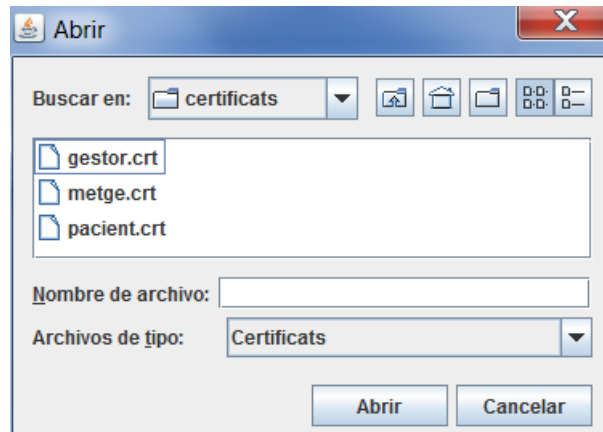 Abrir
Buscar en: certificats
gestor.crt
metge.crt
pacient.crt
Nombre de archivo:
Archivos de tipo: Certificats
Abrir Cancelar